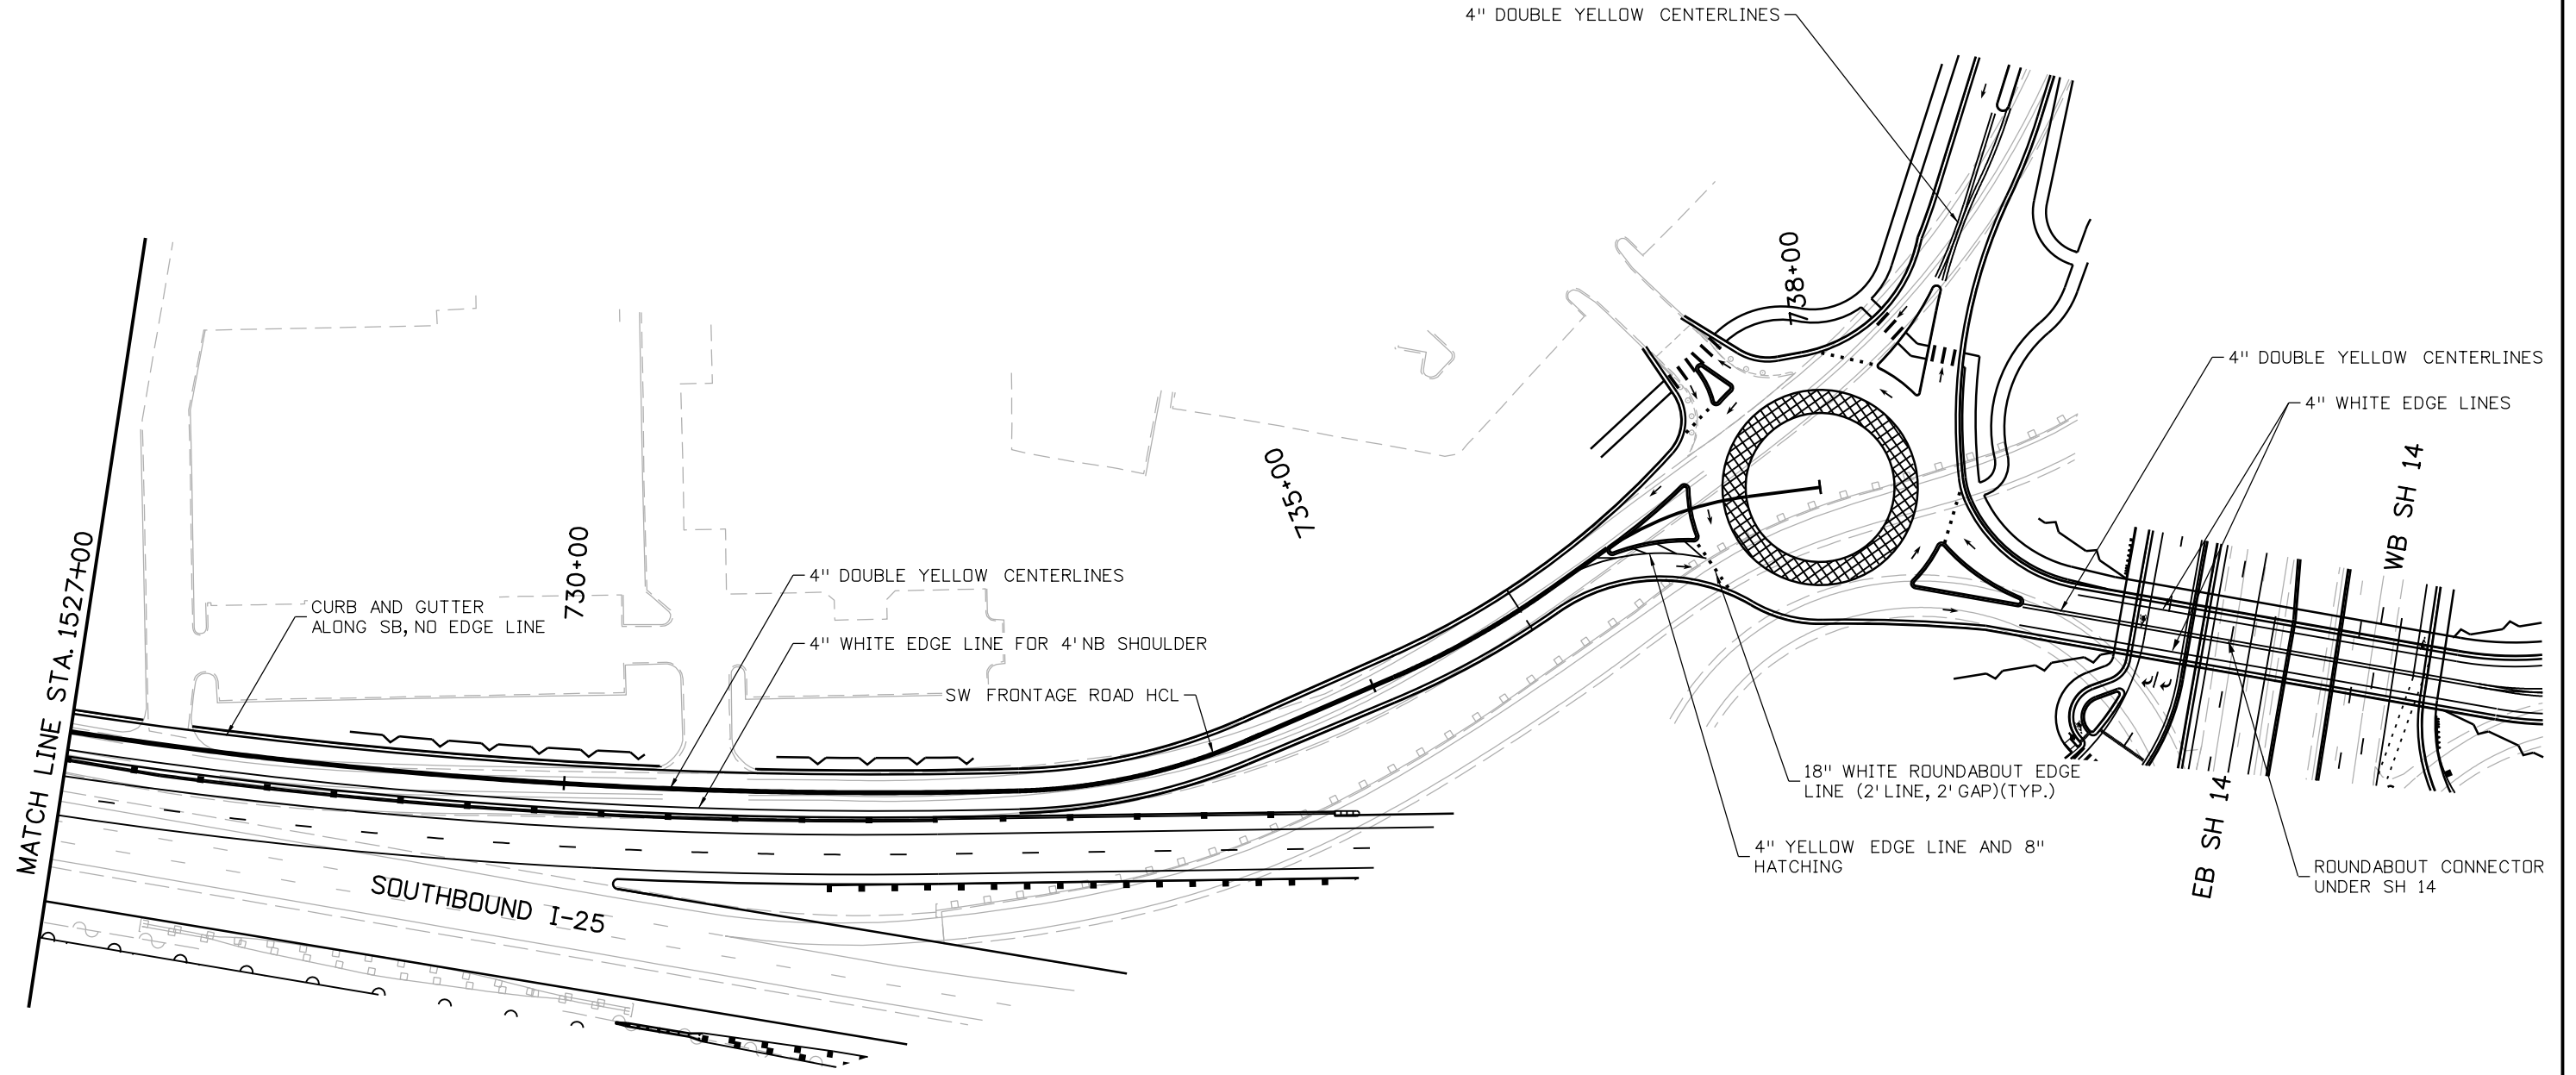 4" DOUBLE YELLOW CENTERLINES
738+00
4" DOUBLE YELLOW CENTERLINES
4" WHITE EDGE LINES
WB SH 14
735+00
730+00
MATCH LINE STA. 1527+00
4" DOUBLE YELLOW CENTERLINES
CURB AND GUTTER
ALONG SB, NO EDGE LINE
4" WHITE EDGE LINE FOR 4' NB SHOULDER
SW FRONTAGE ROAD HCL
18" WHITE ROUNDABOUT EDGE
LINE (2' LINE, 2' GAP)(TYP.)
4" YELLOW EDGE LINE AND 8"
HATCHING
EB SH 14
ROUNDABOUT CONNECTOR
UNDER SH 14
SOUTHBOUND I-25